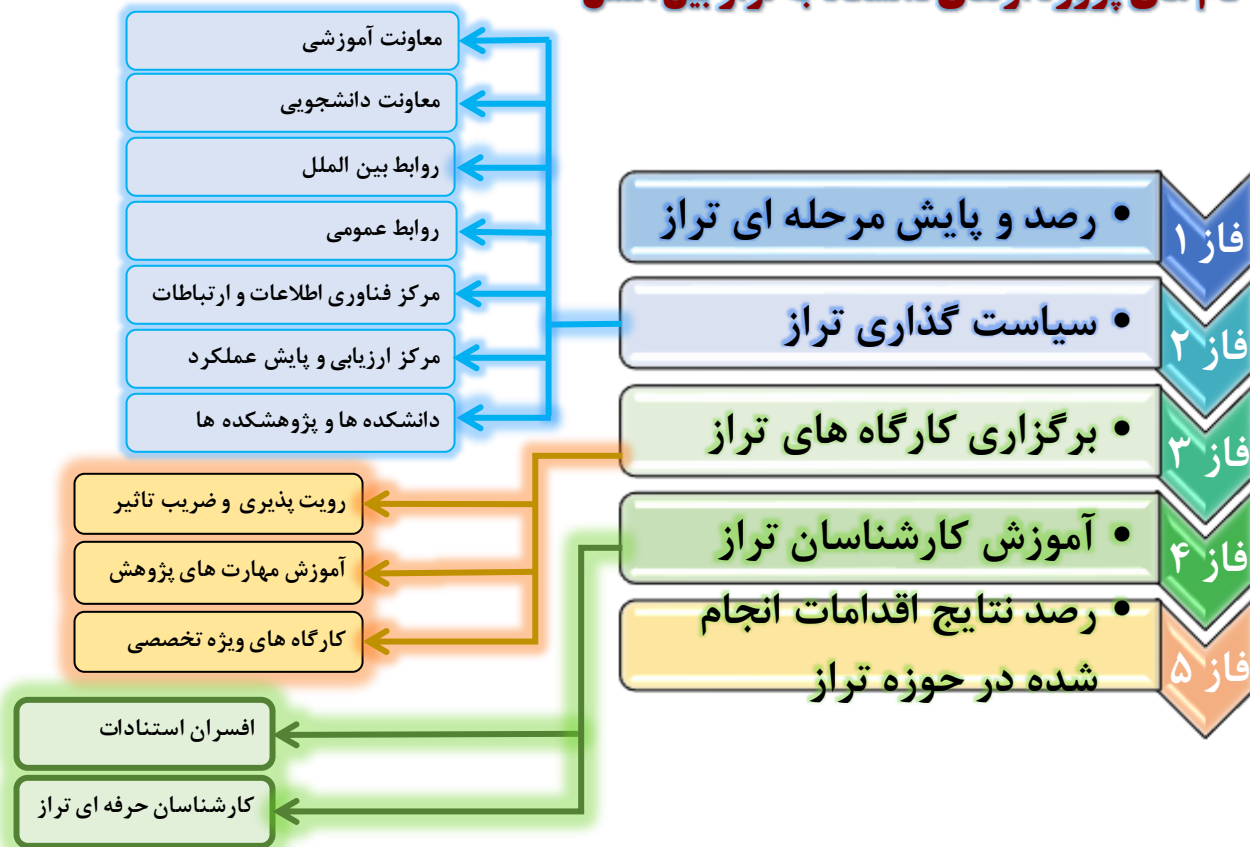 رصد و پایش مرحله ای تراز
فاز ۱
سیاست گذاری تراز
فاز ۲
معاونت آموزشی
معاونت دانشجویی
روابط بین الملل
روابط عمومی
مرکز فناوری اطلاعات و ارتباطات
مرکز ارزیابی و پایش عملکرد
دانشکده ها و پژوهشکده ها
برگزاری کارگاه های تراز
فاز ۳
رویت پذیری و ضریب تاثیر
آموزش مهارت های پژوهش
کارگاه های ویژه تخصصی
آموزش کارشناسان تراز
فاز ۴
افسران استنادات
کارشناسان حرفه ای تراز
رصد نتایج اقدامات انجام
شده در حوزه تراز
فاز ۵